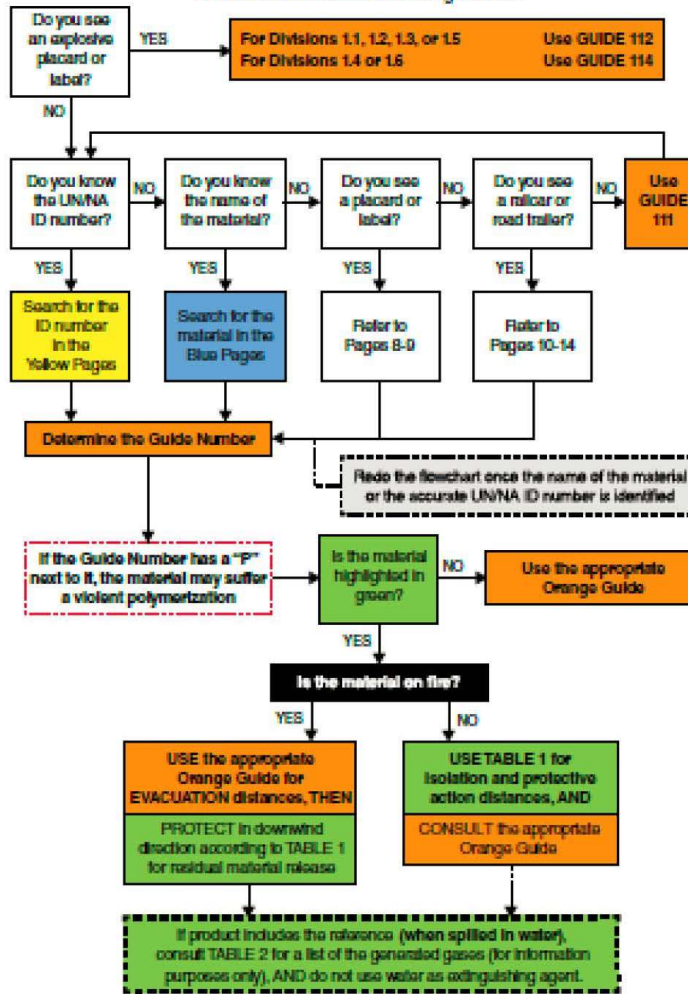 Do you see
an explosive
placard or
label?
YES
For Divisions 1.1, 1.2, 1.3, or 1.5 Use GUIDE 112
For Divisions 1.4 or 1.6 Use GUIDE 114
NO
Do you know
the UN/NA
ID number?
NO
Do you know
the name of
the material?
NO
Do you see
a placard or
label?
NO
Do you see
a railcar or
road trailer?
NO
Use
GUIDE
111
YES
YES
YES
YES
Search for the
ID number
in the
Yellow Pages
Search for the
material in the
Blue Pages
Refer to
Pages 8-9
Refer to
Pages 10-14
Determine the Guide Number
Redo the flowchart once the name of the material
or the accurate UN/NA ID number is identified
If the Guide Number has a "P"
next to it, the material may suffer
a violent polymerization
Is the material
highlighted in
green?
NO
Use the appropriate
Orange Guide
YES
Is the material on fire?
YES
NO
USE the appropriate
Orange Guide for
EVACUATION distances, THEN
PROTECT in downwind
direction according to TABLE 1
for residual material release
USE TABLE 1 for
isolation and protective
action distances, AND
CONSULT the appropriate
Orange Guide
If product includes the reference (when spilled in water),
consult TABLE 2 for a list of the generated gases (for information
purposes only), AND do not use water as extinguishing agent.